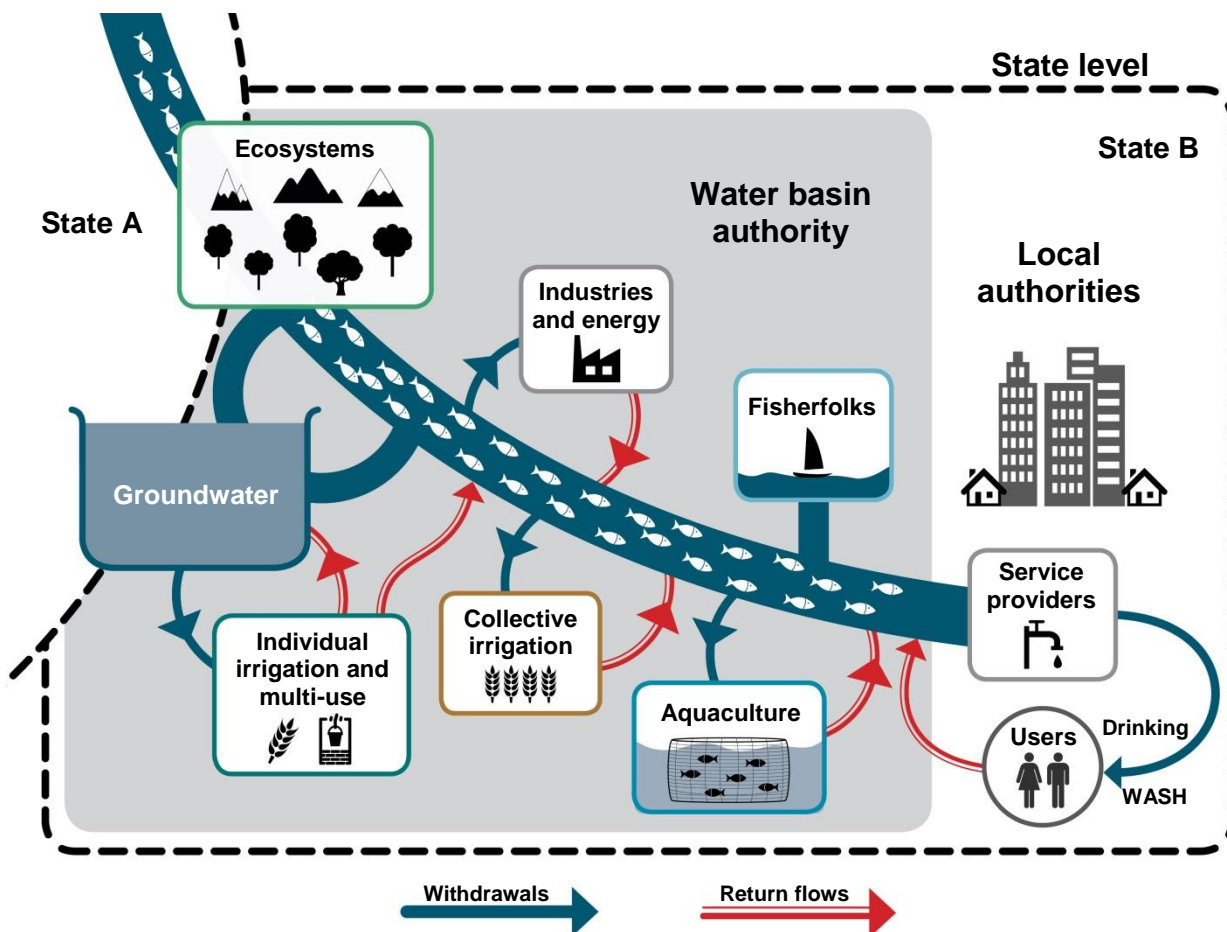 State level
State B
Ecosystems
State A
Water basin
authority
Local
authorities
Industries
and energy
Fisherfolks
Groundwater
Service
providers
Individual
irrigation and
multi-use
Collective
irrigation
Aquaculture
Users
Drinking
WASH
Withdrawals
Return flows